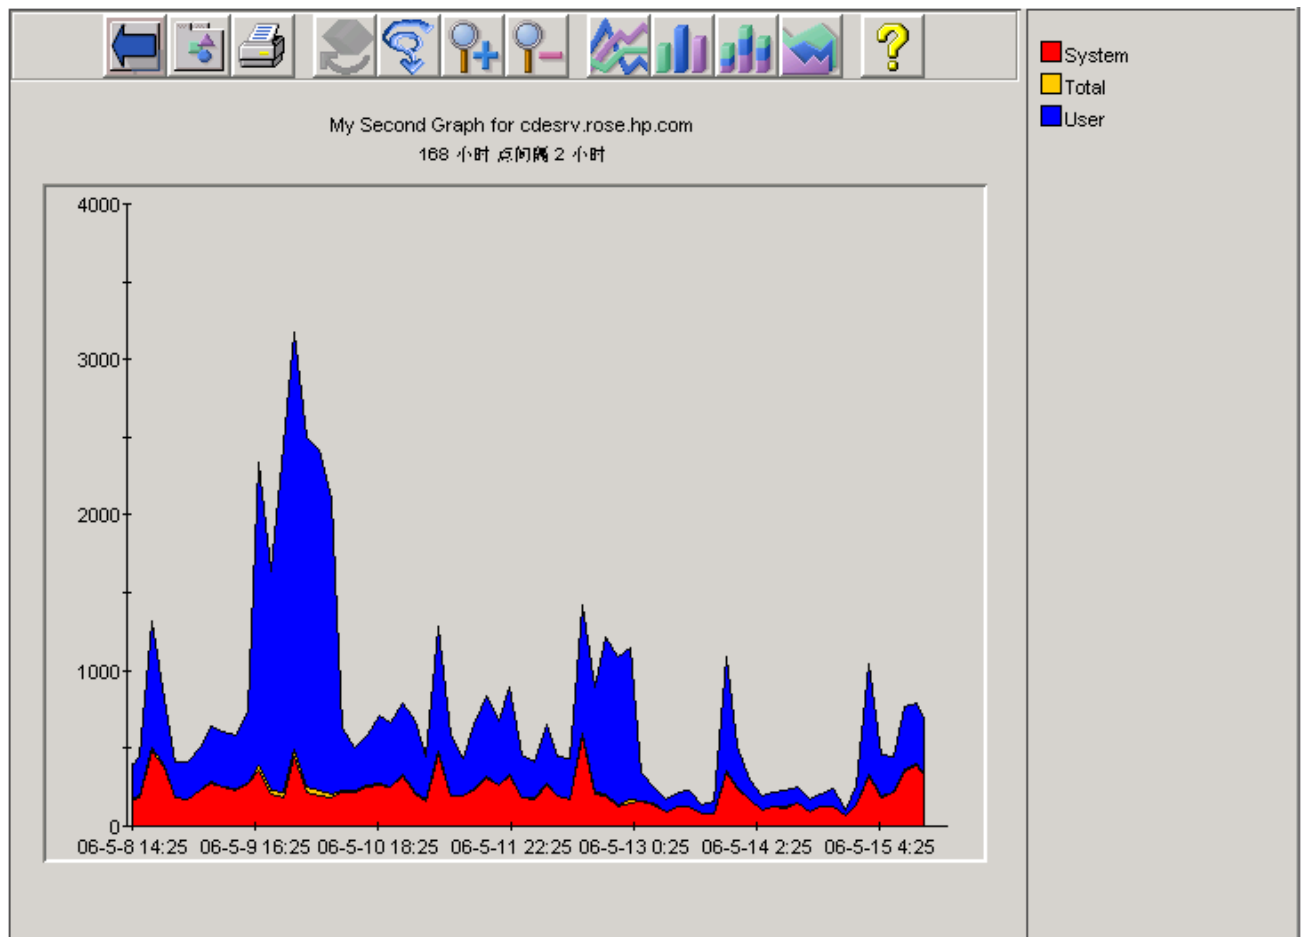 My Second Graph for cdesrv.rose.hp.com
168 小时 点间隔 2 小时
4000
3000
2000
1000
0
06-5-8 14:25 06-5-9 16:25 06-5-10 18:25 06-5-11 22:25 06-5-13 0:25 06-5-14 2:25 06-5-15 4:25
System
Total
User